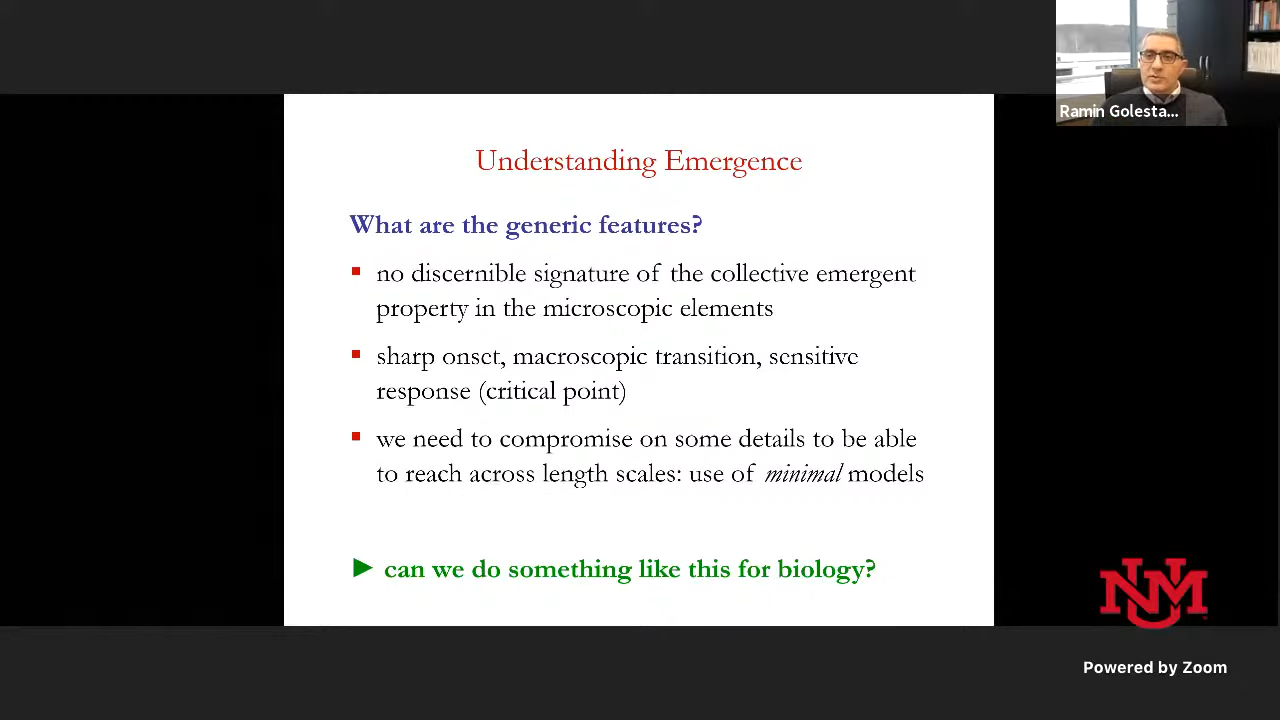 Ramin Golesta...
Understanding Emergence
What are the generic features?
▪ no discernible signature of the collective emergent
property in the microscopic elements
▪ sharp onset, macroscopic transition, sensitive
response (critical point)
▪ we need to compromise on some details to be able
to reach across length scales: use of minimal models
► can we do something like this for biology?
UNM
Powered by Zoom